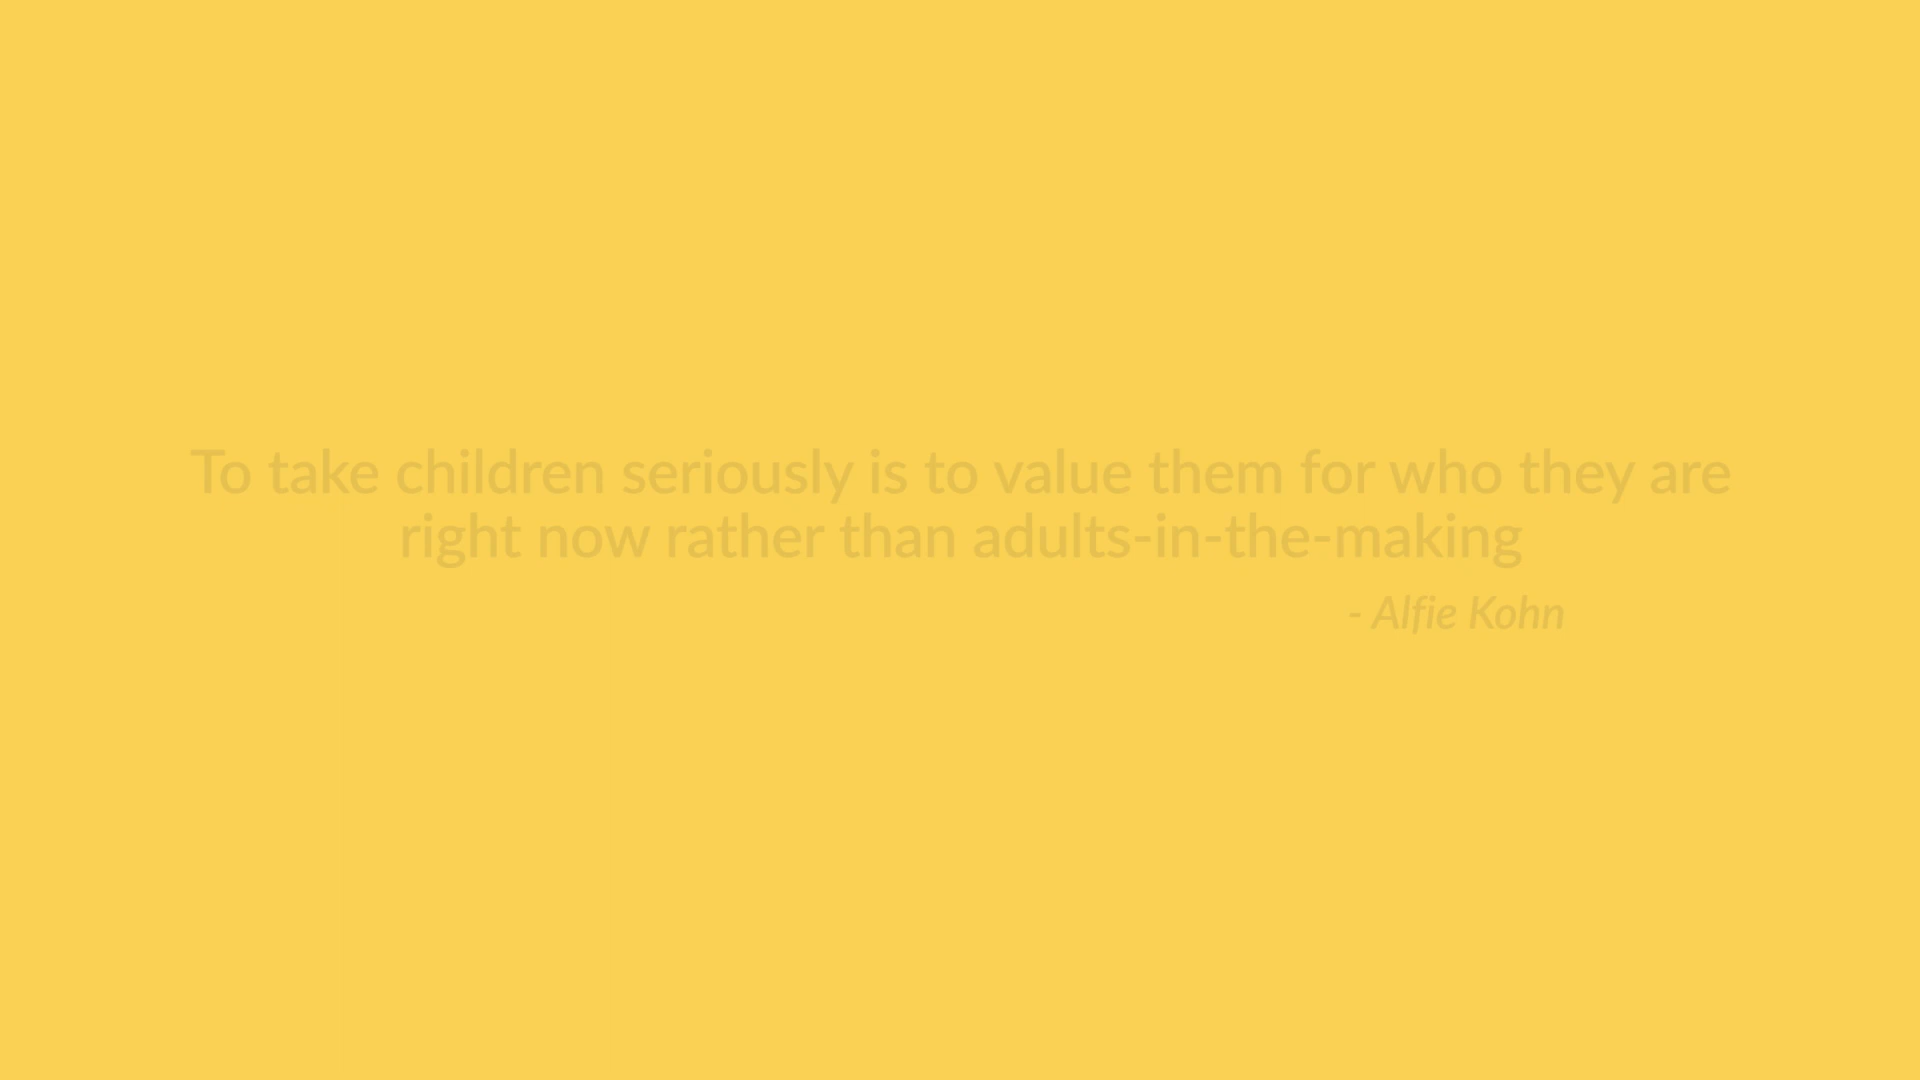 To take children seriously is to value them for who they are
right now rather than adults-in-the-making
- Alfie Kohn